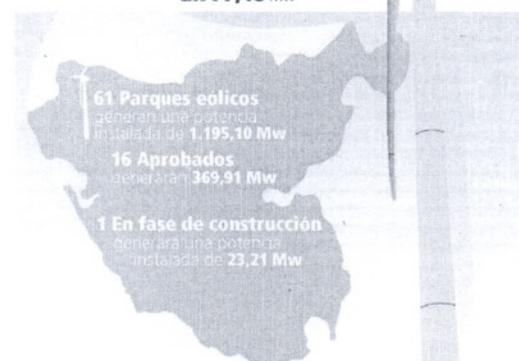 61 Parques eolicos
generan una potencia
instalada de 1.195,10 Mw
16 Aprobados
generarán 369,91 Mw
1 En fase de construcción
generará una potencia
instalada de 23,21 Mw